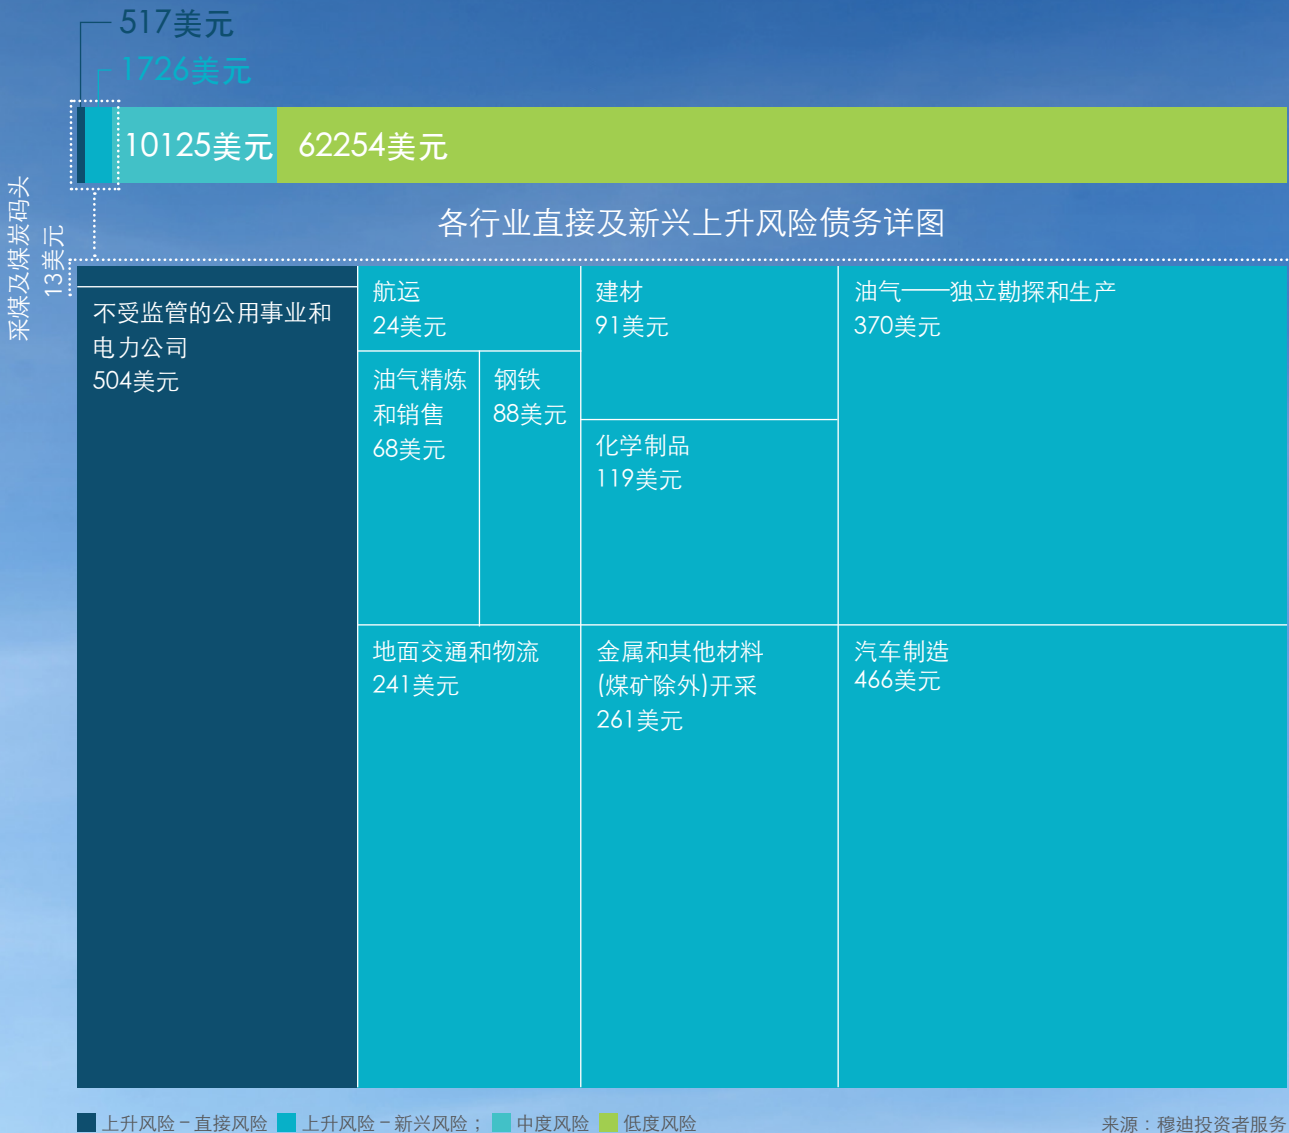 517美元
1726美元
10125美元
62254美元
采煤及煤炭码头
13美元
各行业直接及新兴上升风险债务详图
不受监管的公用事业和
电力公司
504美元
航运
24美元
油气精炼
和销售
68美元
钢铁
88美元
建材
91美元
化学制品
119美元
油气——独立勘探和生产
370美元
地面交通和物流
241美元
金属和其他材料
(煤矿除外)开采
261美元
汽车制造
466美元
上升风险－直接风险 上升风险－新兴风险； 中度风险 低度风险
来源：穆迪投资者服务